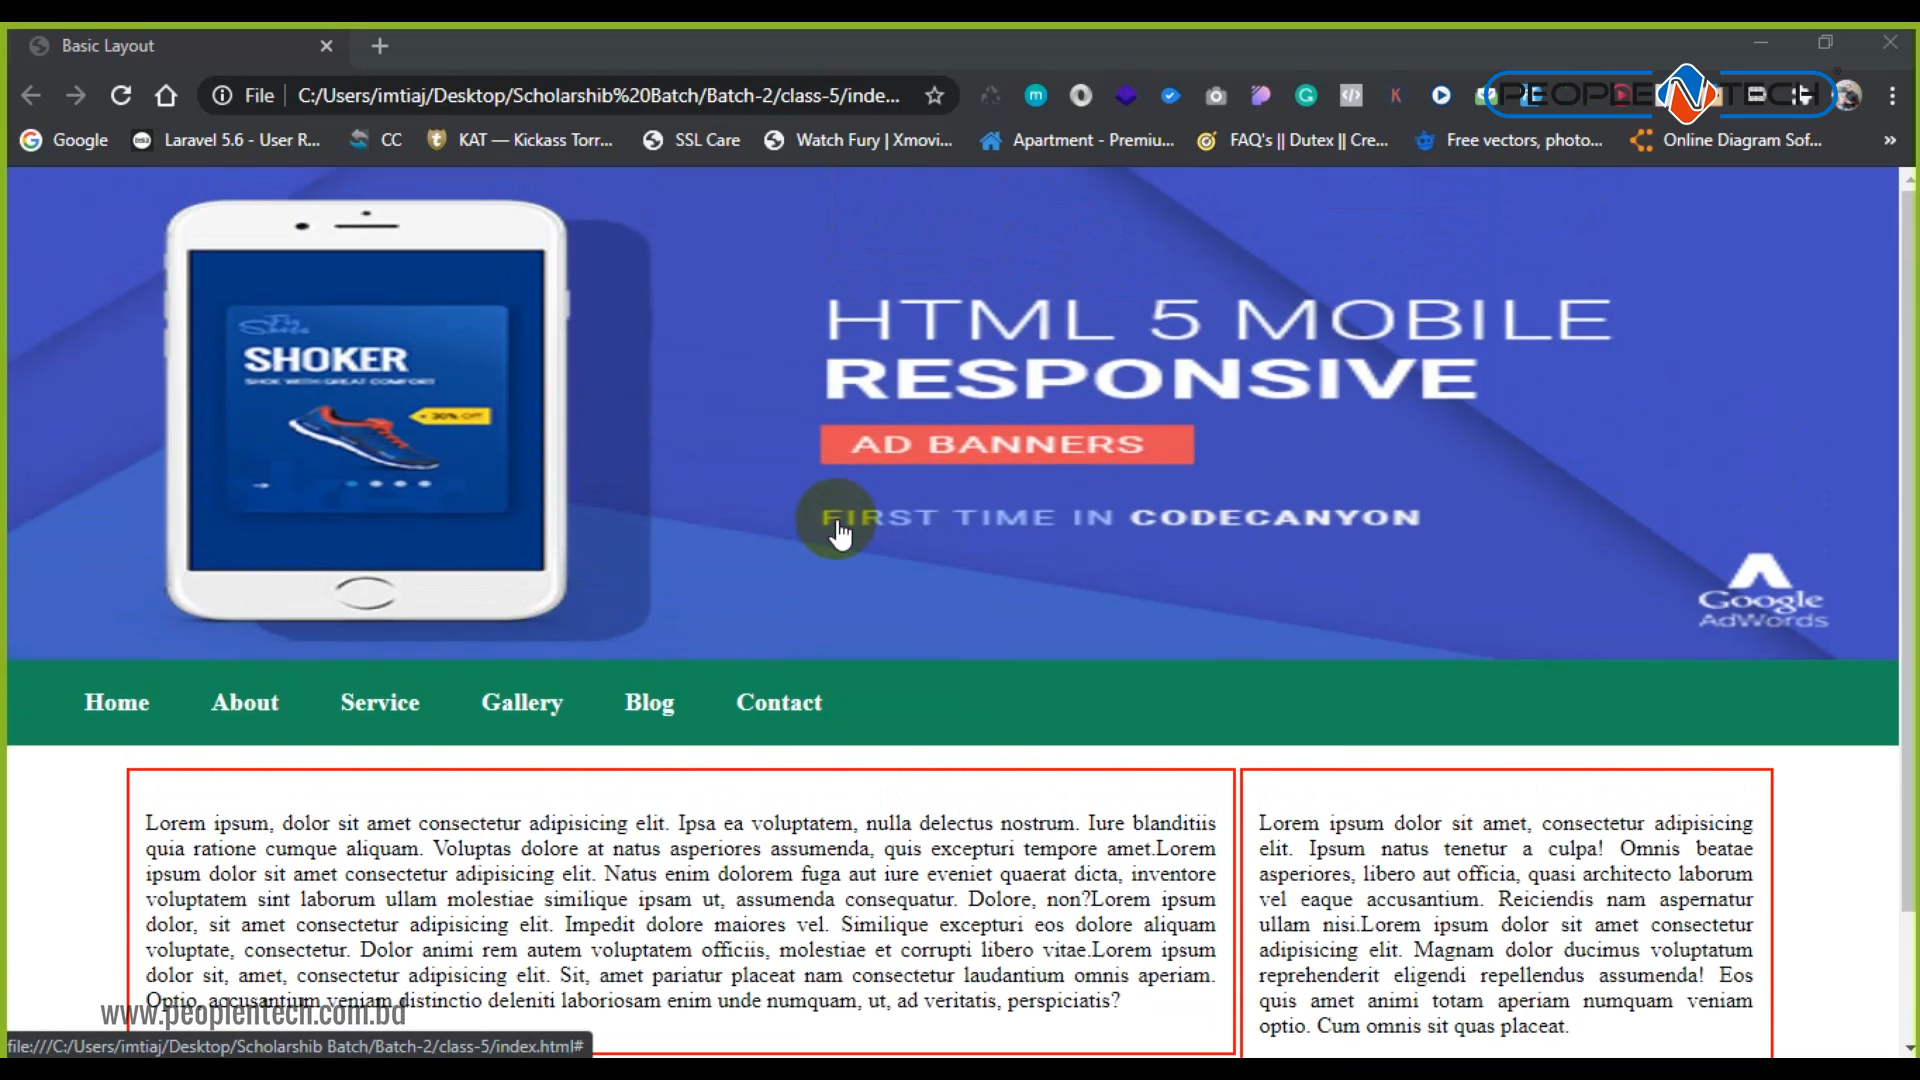 Basic Layout
File C:/Users/imtiaj/Desktop/Scholarshib%20Batch/Batch-2/class-5/inde...
PEOPLE N TECH
Google Laravel 5.6 - User R... CC KAT — Kickass Torr... SSL Care Watch Fury | Xmovi... Apartment - Premiu... FAQ's || Dutex || Cre... Free vectors, photo... Online Diagram Sof... »
SHOKER
SHOE WITH GREAT COMFORT
30% OFF
HTML 5 MOBILE
RESPONSIVE
AD BANNERS
FIRST TIME IN CODECANYON
Google
AdWords
Home About Service Gallery Blog Contact
Lorem ipsum, dolor sit amet consectetur adipisicing elit. Ipsa ea voluptatem, nulla delectus nostrum. Iure blanditiis
quia ratione cumque aliquam. Voluptas dolore at natus asperiores assumenda, quis excepturi tempore amet.Lorem
ipsum dolor sit amet consectetur adipisicing elit. Natus enim dolorem fuga aut iure eveniet quaerat dicta, inventore
voluptatem sint laborum ullam molestiae similique ipsam ut, assumenda consequatur. Dolore, non?Lorem ipsum
dolor, sit amet consectetur adipisicing elit. Impedit dolore maiores vel. Similique excepturi eos dolore aliquam
voluptate, consectetur. Dolor animi rem autem voluptatem officiis, molestiae et corrupti libero vitae.Lorem ipsum
dolor sit, amet, consectetur adipisicing elit. Sit, amet pariatur placeat nam consectetur laudantium omnis aperiam.
Optio, accusantium veniam distinctio deleniti laboriosam enim unde numquam, ut, ad veritatis, perspiciatis?
Lorem ipsum dolor sit amet, consectetur adipisicing
elit. Ipsum natus tenetur a culpa! Omnis beatae
asperiores, libero aut officia, quasi architecto laborum
vel eaque accusantium. Reiciendis nam aspernatur
ullam nisi.Lorem ipsum dolor sit amet consectetur
adipisicing elit. Magnam dolor ducimus voluptatum
reprehenderit eligendi repellendus assumenda! Eos
quis amet animi totam aperiam numquam veniam
optio. Cum omnis sit quas placeat.
www.peoplentech.com.bd
file:///C:/Users/imtiaj/Desktop/Scholarshib Batch/Batch-2/class-5/index.html#